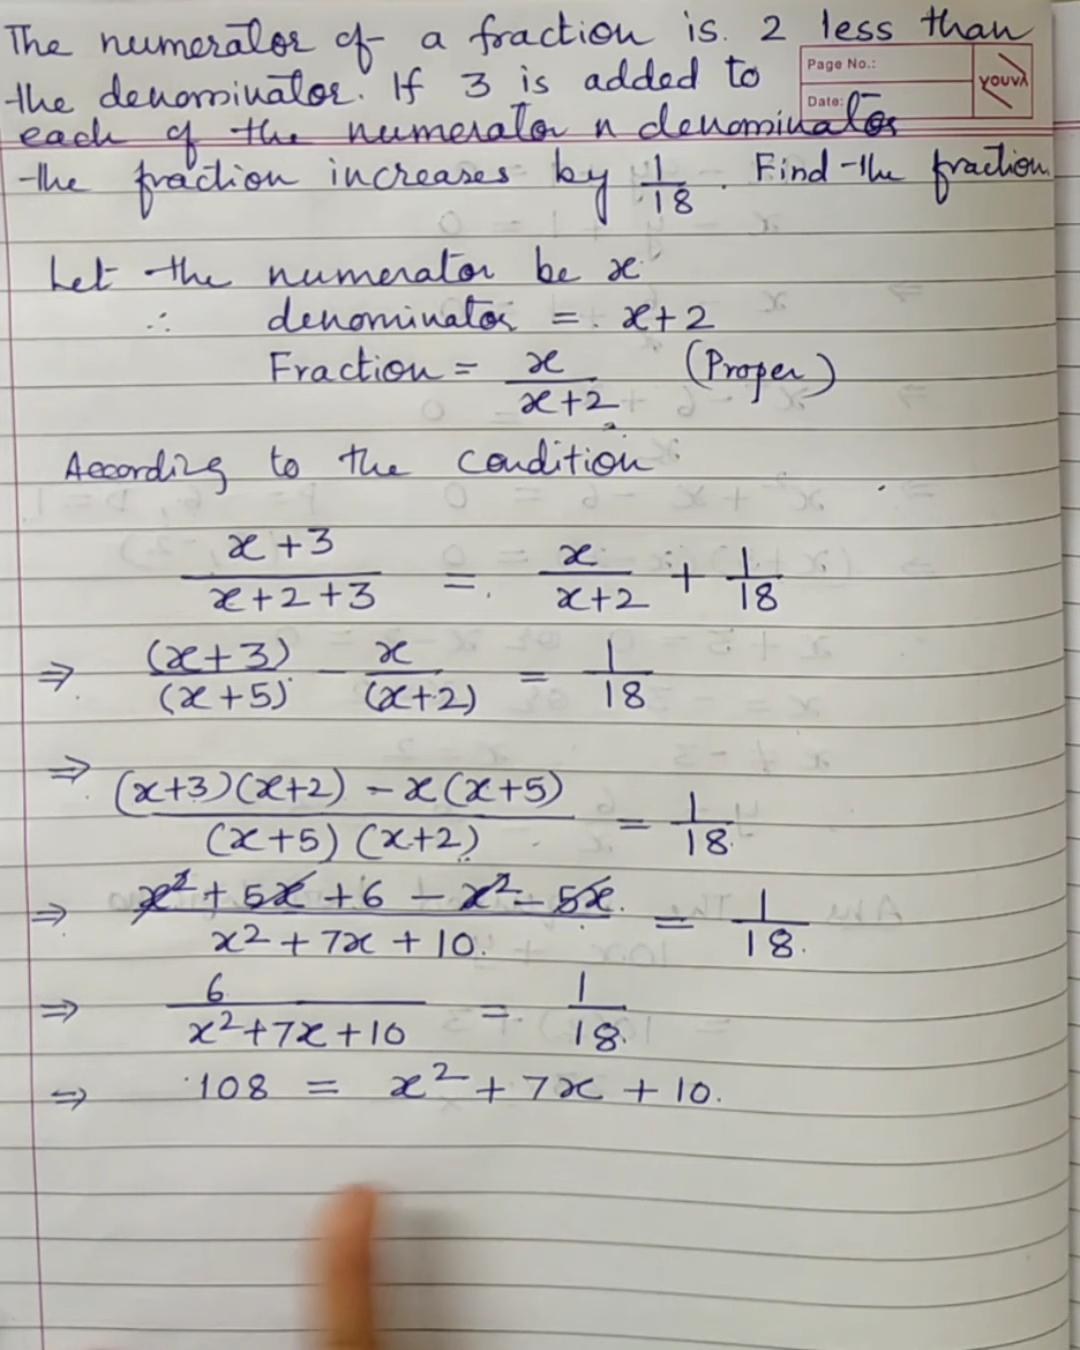 The numerator of a fraction is 2 less than
the denominator. If 3 is added to
Page No.:
Date:
YOUVA
each of the numerator n denominator
the fraction increases by 1/18. Find the fraction.
Let the numerator be x
∴ denominator = x+2
Fraction = x/(x+2) (Proper)
According to the condition
(x+3)/(x+2+3) = x/(x+2) + 1/18
⇒ (x+3)/(x+5) - x/(x+2) = 1/18
⇒ ((x+3)(x+2) - x(x+5))/((x+5)(x+2)) = 1/18
⇒ (x²+5x+6-x²-5x)/(x²+7x+10) = 1/18
⇒ 6/(x²+7x+10) = 1/18
⇒ 108 = x²+7x+10.